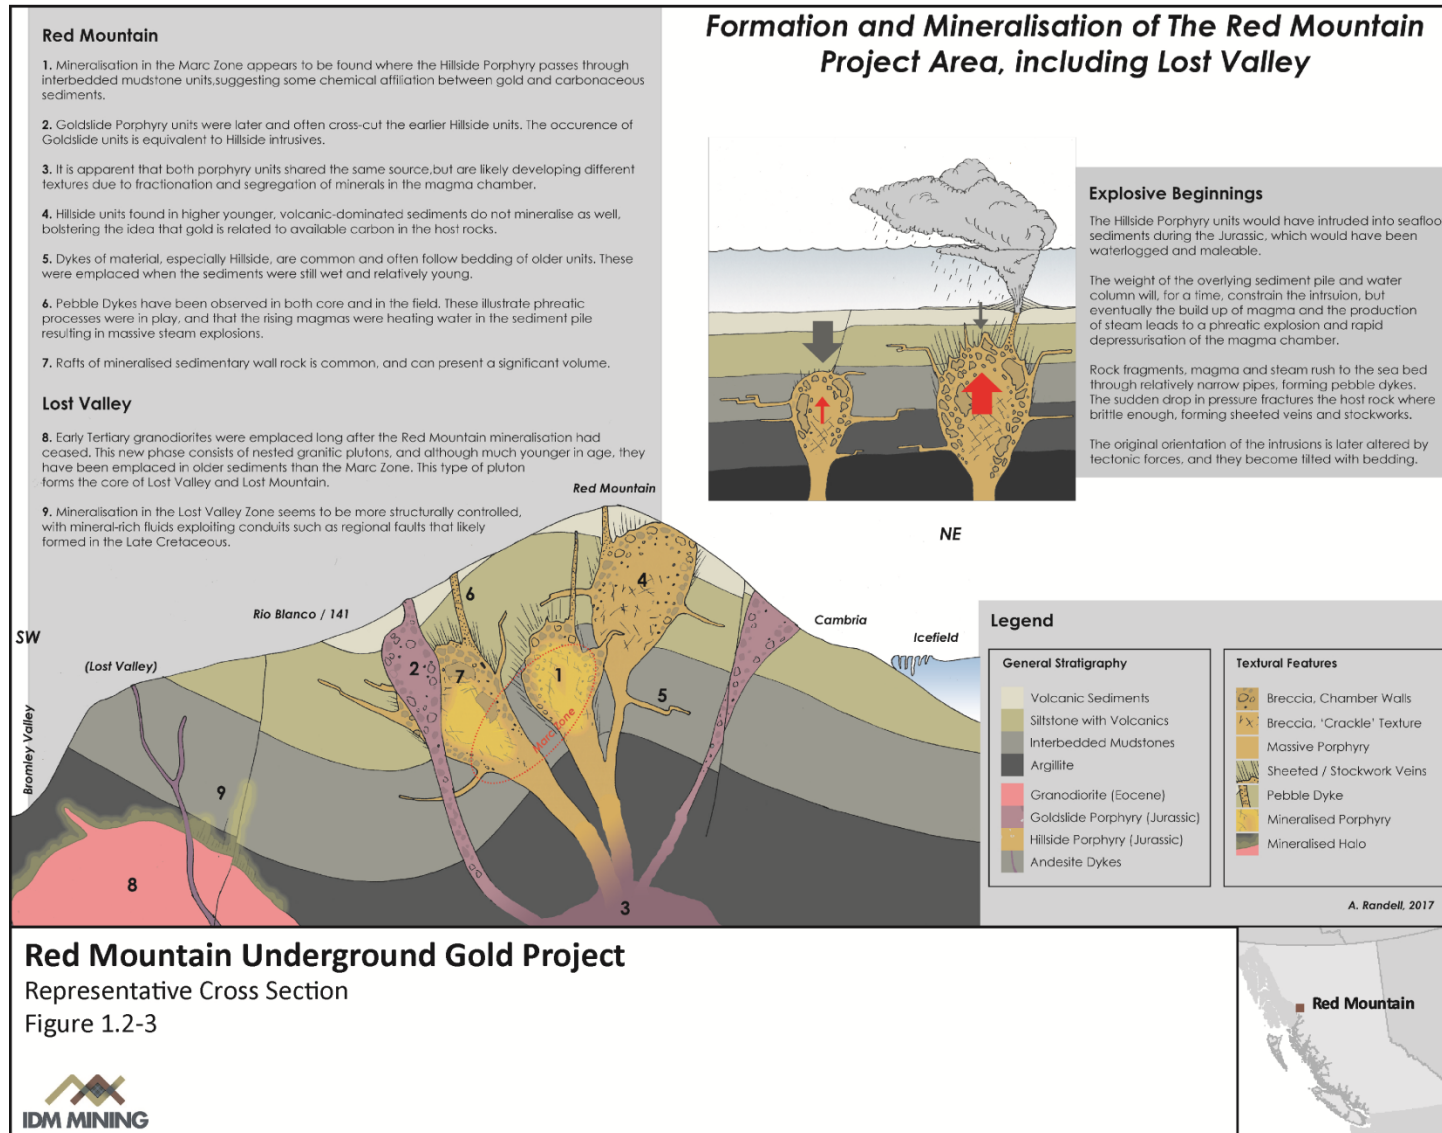 Formation and Mineralisation of The Red Mountain
Project Area, including Lost Valley
Red Mountain
1. Mineralisation in the Marc Zone appears to be found where the Hillside Porphyry passes through
interbedded mudstone units,suggesting some chemical affiliation between gold and carbonaceous
sediments.
2. Goldslide Porphyry units were later and often cross-cut the earlier Hillside units. The occurence of
Goldslide units is equivalent to Hillside intrusives.
3. It is apparent that both porphyry units shared the same source,but are likely developing different
textures due to fractionation and segregation of minerals in the magma chamber.
4. Hillside units found in higher younger, volcanic-dominated sediments do not mineralise as well,
bolstering the idea that gold is related to available carbon in the host rocks.
5. Dykes of material, especially Hillside, are common and often follow bedding of older units. These
were emplaced when the sediments were still wet and relatively young.
6. Pebble Dykes have been observed in both core and in the field. These illustrate phreatic
processes were in play, and that the rising magmas were heating water in the sediment pile
resulting in massive steam explosions.
7. Rafts of mineralised sedimentary wall rock is common, and can present a significant volume.
Lost Valley
8. Early Tertiary granodiorites were emplaced long after the Red Mountain mineralisation had
ceased. This new phase consists of nested granitic plutons, and although much younger in age, they
have been emplaced in older sediments than the Marc Zone. This type of pluton
forms the core of Lost Valley and Lost Mountain.
9. Mineralisation in the Lost Valley Zone seems to be more structurally controlled,
with mineral-rich fluids exploiting conduits such as regional faults that likely
formed in the Late Cretaceous.
Explosive Beginnings
The Hillside Porphyry units would have intruded into seafloo
sediments during the Jurassic, which would have been
waterlogged and maleable.
The weight of the overlying sediment pile and water
column will, for a time, constrain the intrsuion, but
eventually the build up of magma and the production
of steam leads to a phreatic explosion and rapid
depressurisation of the magma chamber.
Rock fragments, magma and steam rush to the sea bed
through relatively narrow pipes, forming pebble dykes.
The sudden drop in pressure fractures the host rock where
brittle enough, forming sheeted veins and stockworks.
The original orientation of the intrusions is later altered by
tectonic forces, and they become tilted with bedding.
Red Mountain
NE
SW
Rio Blanco / 141
(Lost Valley)
Bromley Valley
Cambria
Icefield
Marc Zone
1
2
3
4
5
6
7
8
9
Legend
General Stratigraphy
Volcanic Sediments
Siltstone with Volcanics
Interbedded Mudstones
Argillite
Granodiorite (Eocene)
Goldslide Porphyry (Jurassic)
Hillside Porphyry (Jurassic)
Andesite Dykes
Textural Features
Breccia, Chamber Walls
Breccia, 'Crackle' Texture
Massive Porphyry
Sheeted / Stockwork Veins
Pebble Dyke
Mineralised Porphyry
Mineralised Halo
A. Randell, 2017
Red Mountain Underground Gold Project
Representative Cross Section
Figure 1.2-3
IDM MINING
Red Mountain